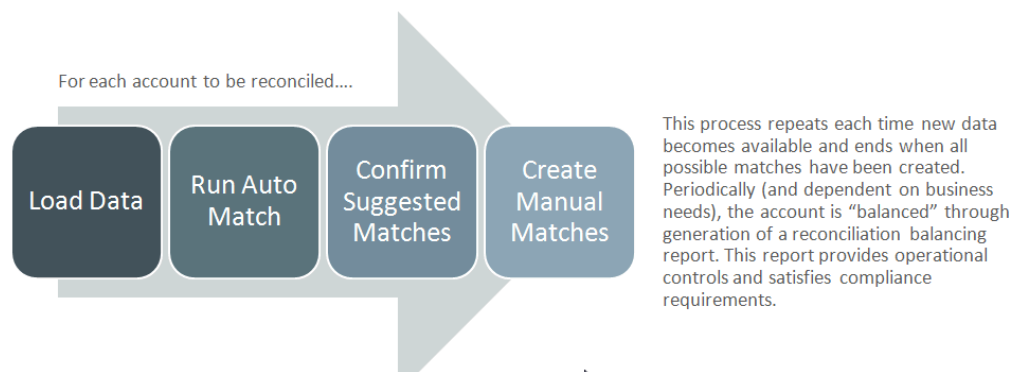 For each account to be reconciled....
Load Data
Run Auto
Match
Confirm
Suggested
Matches
Create
Manual
Matches
This process repeats each time new data
becomes available and ends when all
possible matches have been created.
Periodically (and dependent on business
needs), the account is “balanced” through
generation of a reconciliation balancing
report. This report provides operational
controls and satisfies compliance
requirements.